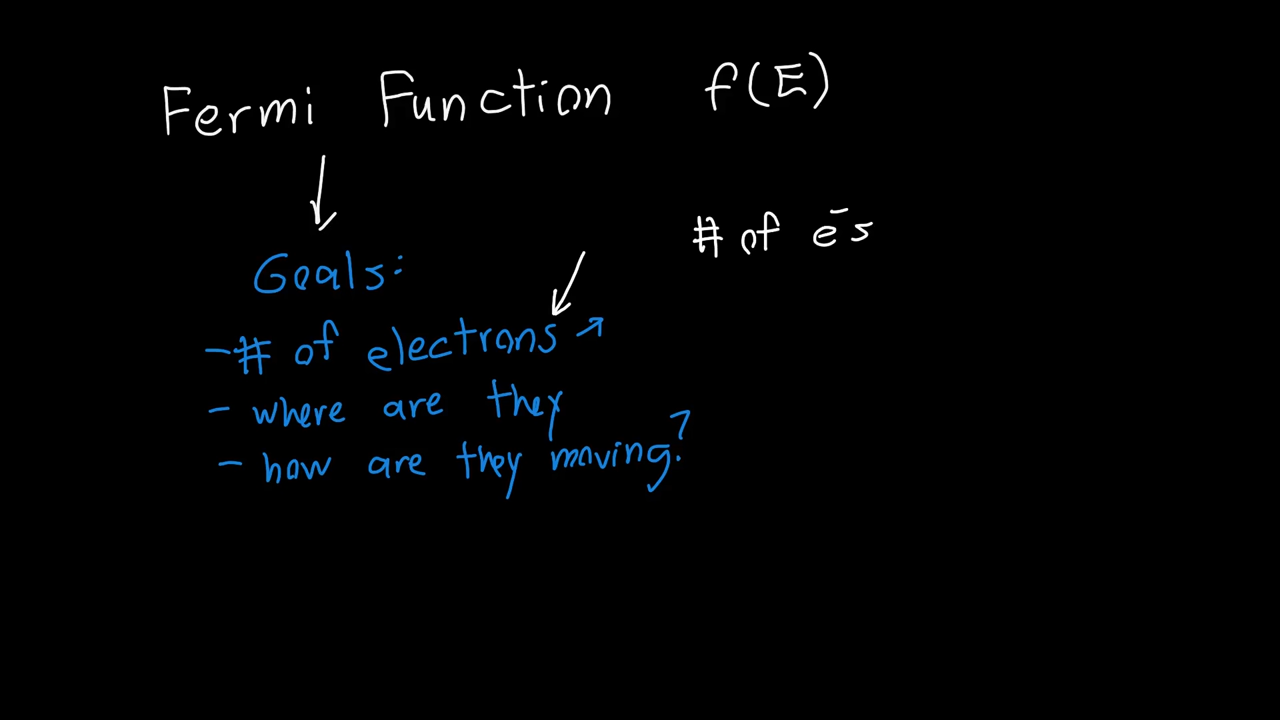 Fermi Function f(E)
# of e⁻s
Goals:
- # of electrons
- where are they
- how are they moving?